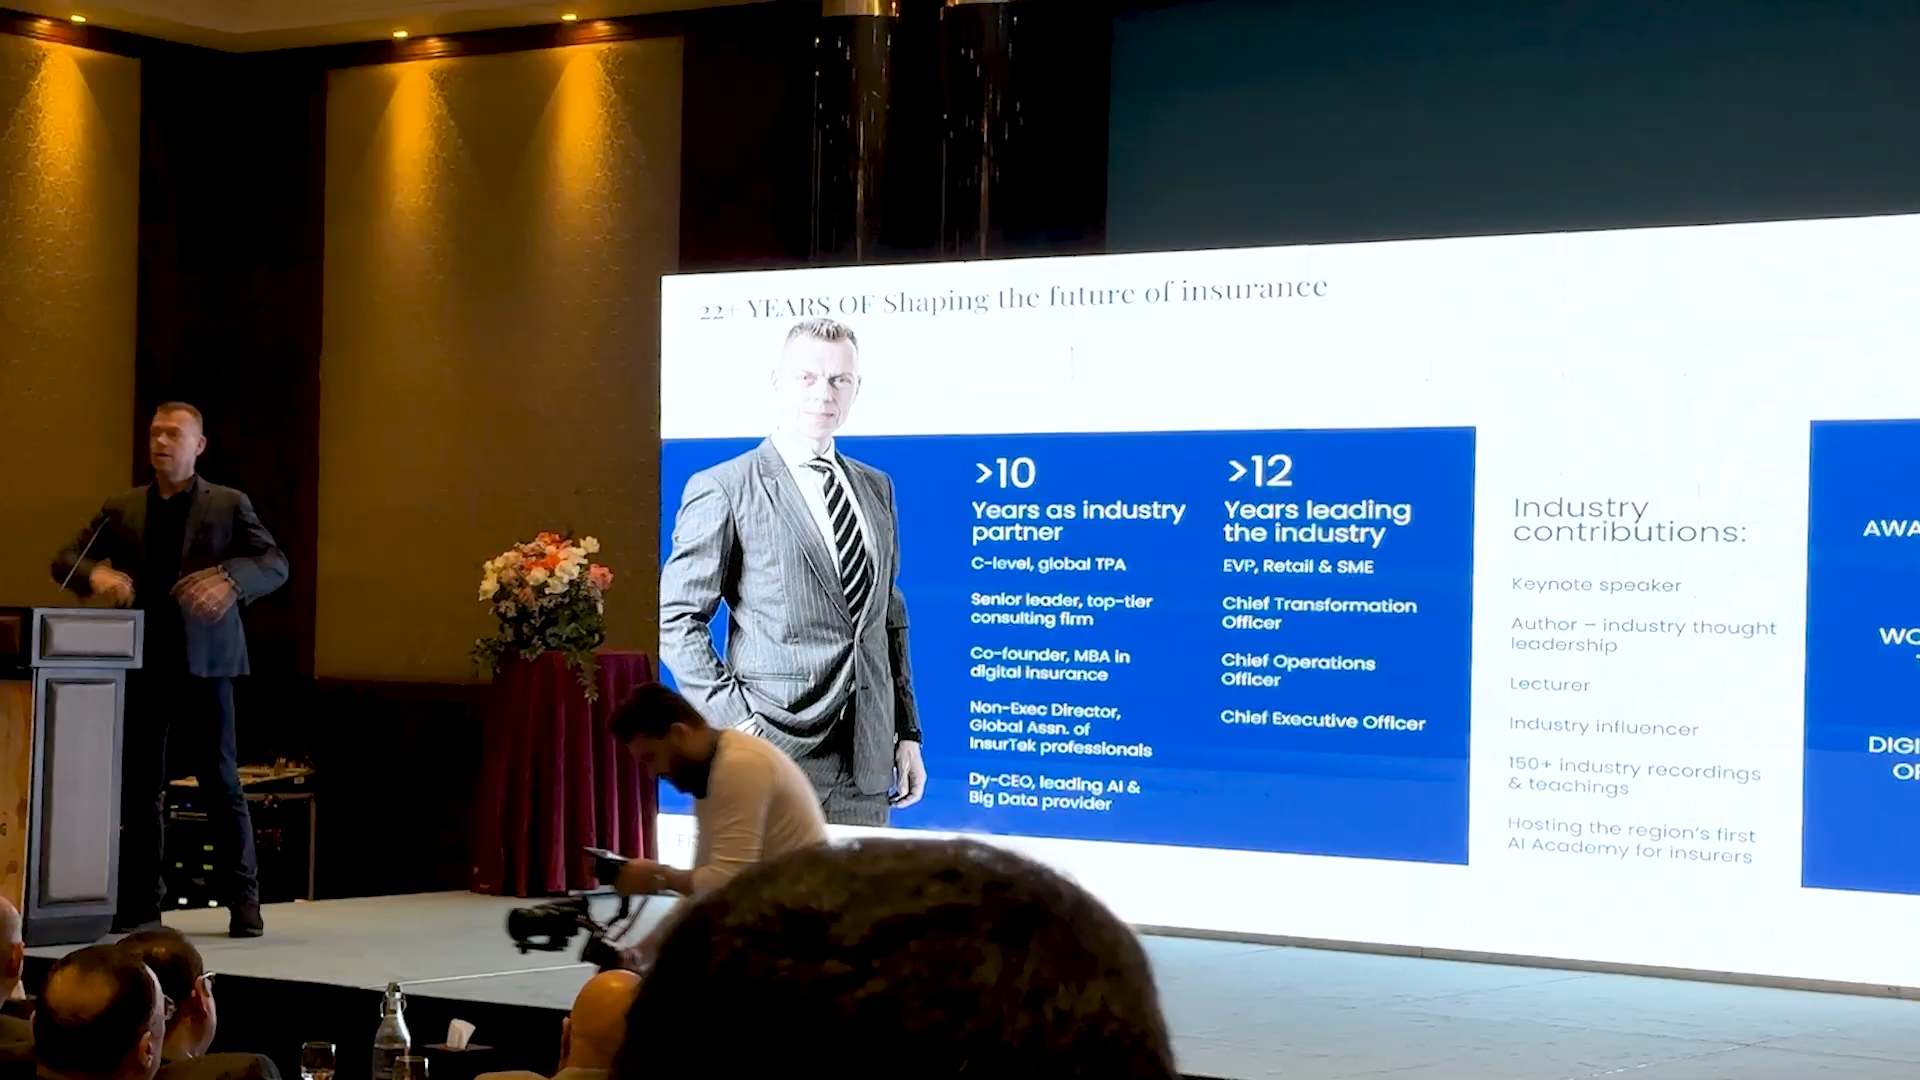 22+ YEARS OF Shaping the future of insurance
>10
Years as industry
partner
C-level, global TPA
Senior leader, top-tier
consulting firm
Co-founder, MBA in
digital insurance
Non-Exec Director,
Global Assn. of
InsurTek professionals
Dy-CEO, leading AI &
Big Data provider
>12
Years leading
the industry
EVP, Retail & SME
Chief Transformation
Officer
Chief Operations
Officer
Chief Executive Officer
Industry
contributions:
Keynote speaker
Author – industry thought
leadership
Lecturer
Industry influencer
150+ industry recordings
& teachings
Hosting the region's first
AI Academy for insurers